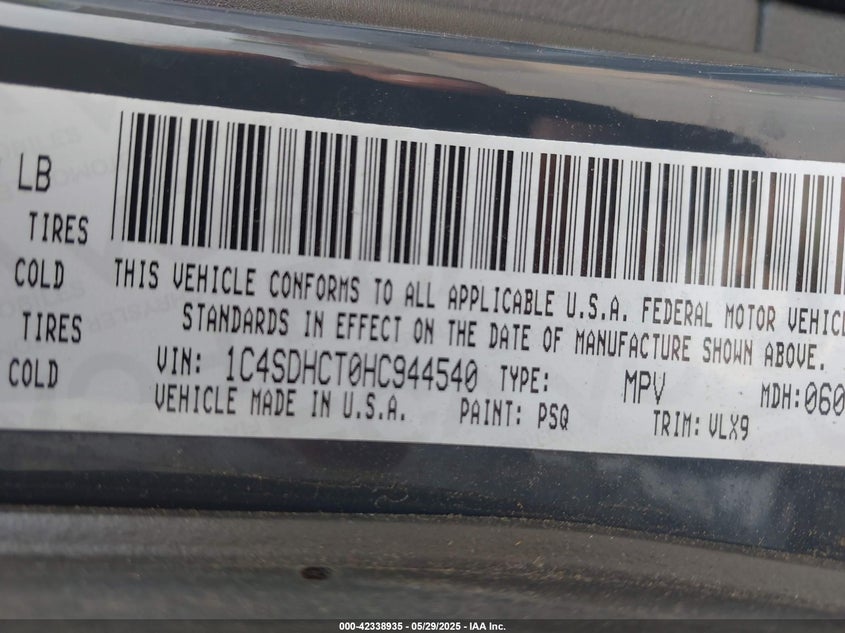 LB
TIRES
COLD
TIRES
COLD
THIS VEHICLE CONFORMS TO ALL APPLICABLE U.S.A. FEDERAL MOTOR VEHICL
STANDARDS IN EFFECT ON THE DATE OF MANUFACTURE SHOWN ABOVE.
VIN: 1C4SDHCT0HC944540 TYPE: MPV MDH:060
VEHICLE MADE IN U.S.A. PAINT: PSQ TRIM: VLX9
000-42338935 - 05/29/2025 - IAA Inc.